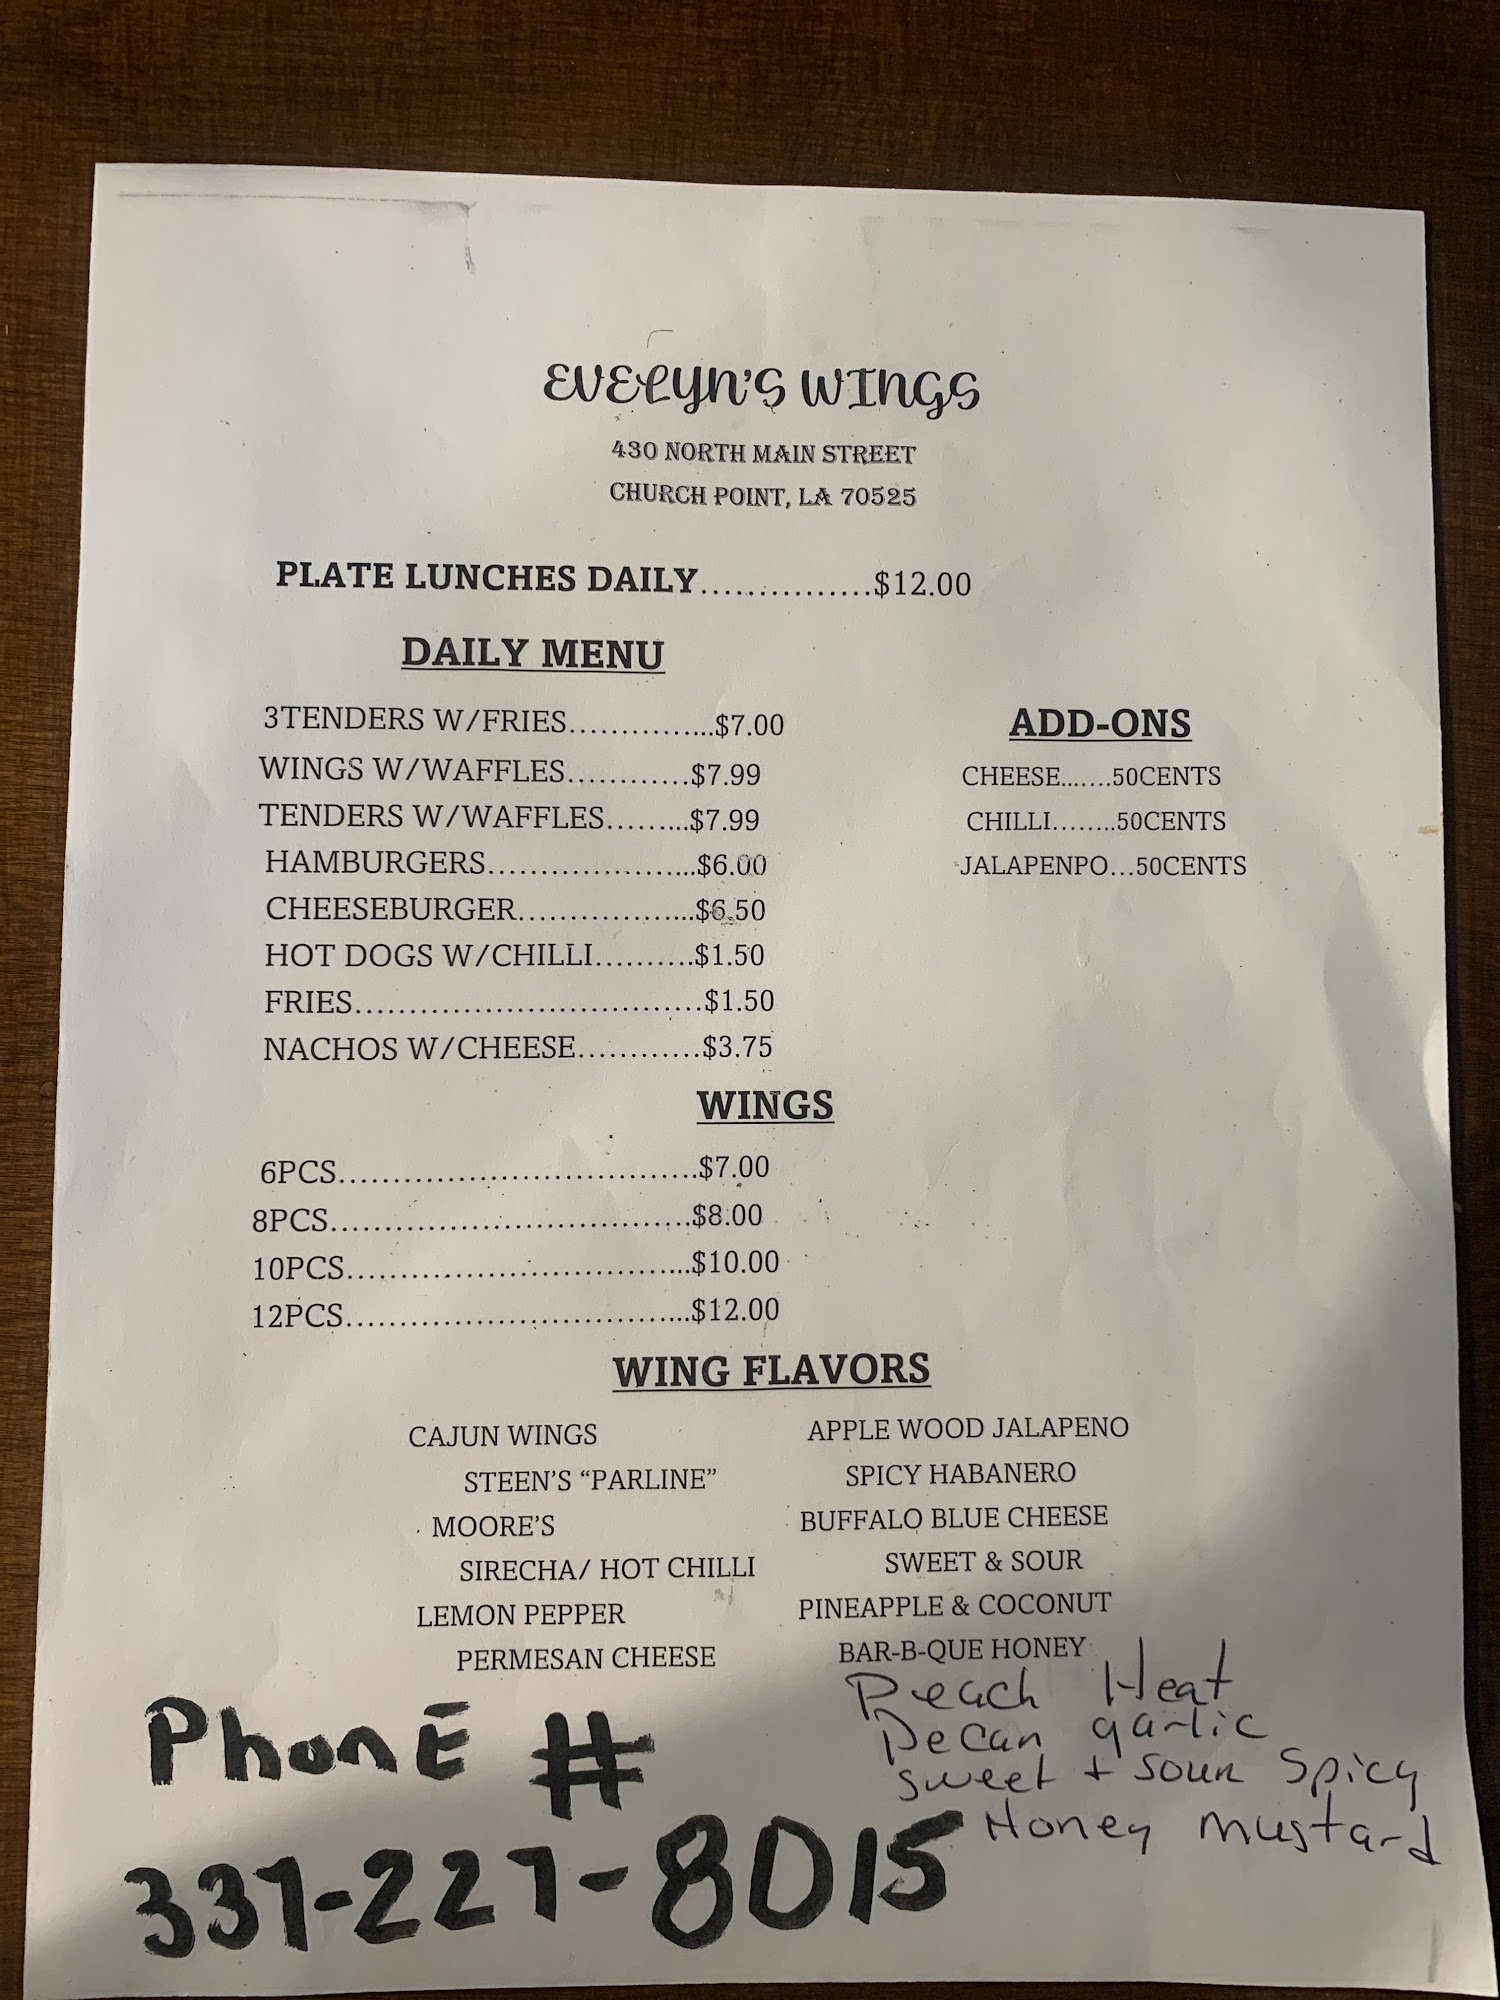 EVELYN'S WINGS
430 NORTH MAIN STREET
CHURCH POINT, LA 70525
PLATE LUNCHES DAILY................$12.00
DAILY MENU
3TENDERS W/FRIES..............$7.00
WINGS W/WAFFLES............$7.99
TENDERS W/WAFFLES.........$7.99
HAMBURGERS....................$6.00
CHEESEBURGER.................$6.50
HOT DOGS W/CHILLI..........$1.50
FRIES.................................$1.50
NACHOS W/CHEESE............$3.75
ADD-ONS
CHEESE.......50CENTS
CHILLI........50CENTS
JALAPENPO...50CENTS
WINGS
6PCS..................................$7.00
8PCS..................................$8.00
10PCS................................$10.00
12PCS................................$12.00
WING FLAVORS
CAJUN WINGS
STEEN'S "PARLINE"
MOORE'S
SIRECHA/ HOT CHILLI
LEMON PEPPER
PERMESAN CHEESE
APPLE WOOD JALAPENO
SPICY HABANERO
BUFFALO BLUE CHEESE
SWEET & SOUR
PINEAPPLE & COCONUT
BAR-B-QUE HONEY
Peach Heat
Pecan garlic
sweet + sour Spicy
Honey mustard
PhonE #
337-227-8015